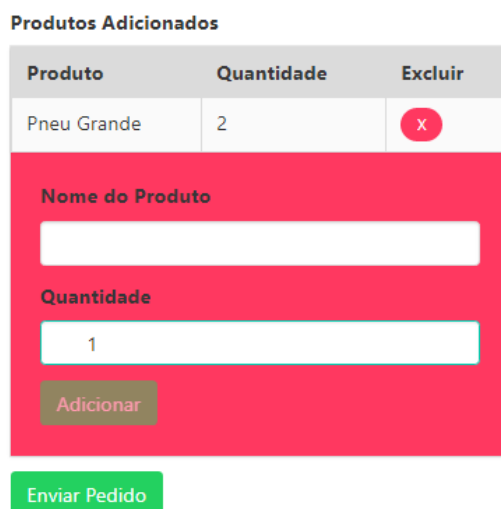 Produtos Adicionados
Produto Quantidade Excluir
Pneu Grande 2 X
Nome do Produto
Quantidade
1
Adicionar
Enviar Pedido